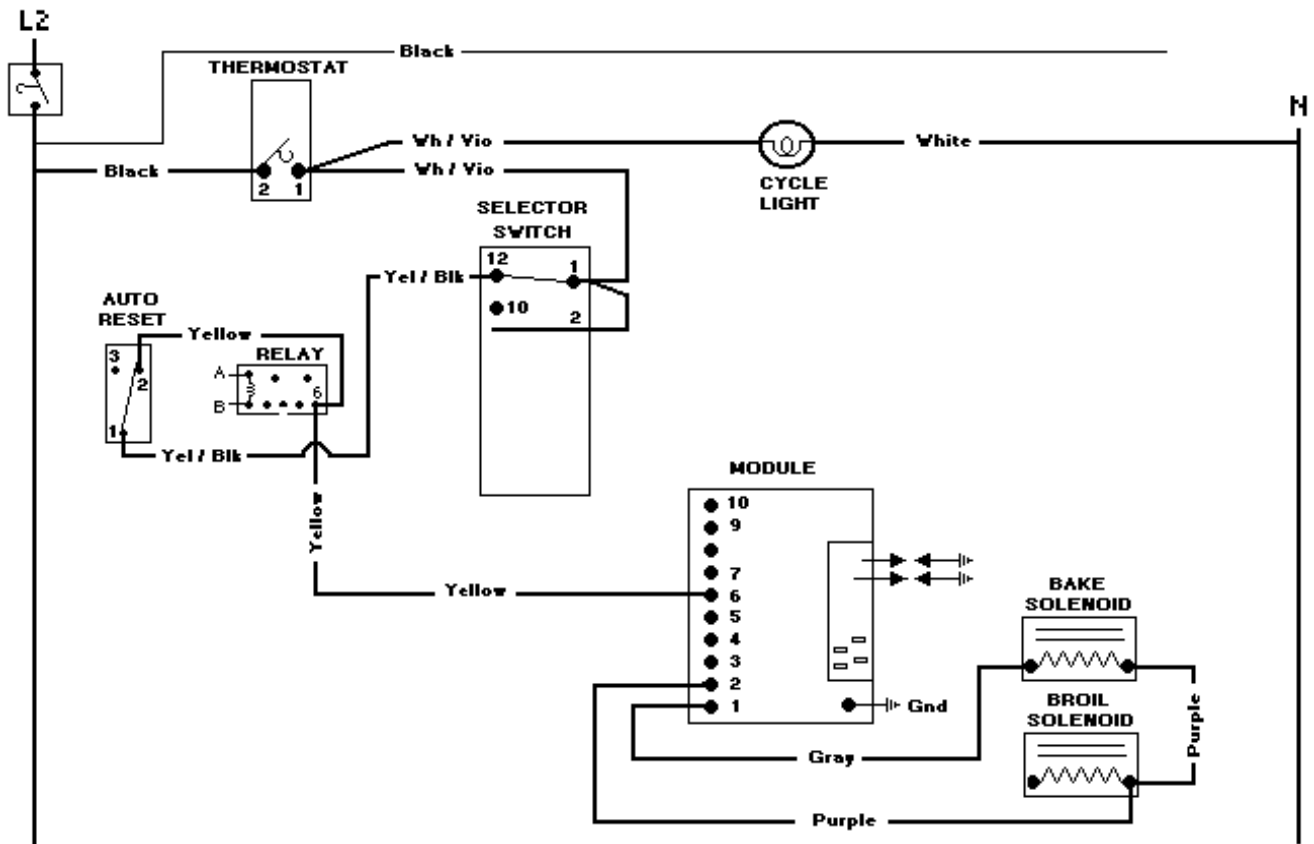 L2
Black
THERMOSTAT
N
Wh / Vio
White
Black
Wh / Vio
2 1
CYCLE
LIGHT
SELECTOR
SWITCH
12
1
Yel / Blk
10
2
AUTO
RESET
Yellow
3
2
1
RELAY
A
6
B
Yel / Blk
MODULE
10
9
7
6
5
4
3
2
1
Yellow
Yellow
BAKE
SOLENOID
BROIL
SOLENOID
Gnd
Purple
Gray
Purple